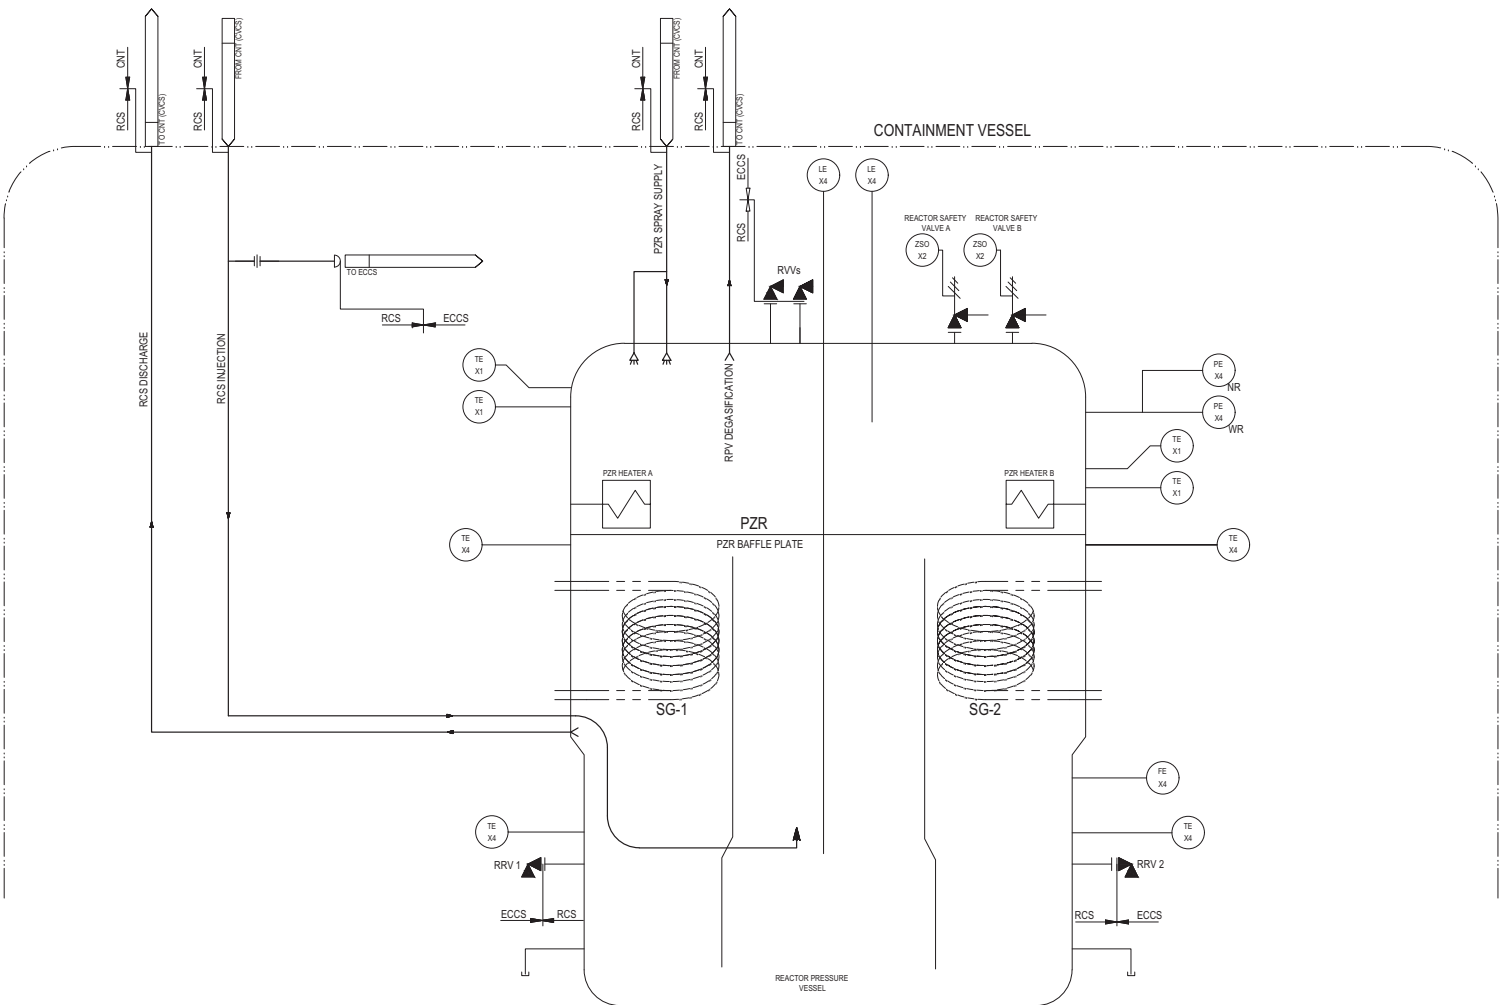 CNT
RCS
TO CNT (CVCS)
CNT
RCS
FROM CNT (CVCS)
CNT
RCS
FROM CNT (CVCS)
CNT
RCS
TO CNT (CVCS)
CONTAINMENT VESSEL
ECCS
RCS
PZR SPRAY SUPPLY
LE
X4
LE
X4
REACTOR SAFETY
VALVE A
REACTOR SAFETY
VALVE B
ZSO
X2
ZSO
X2
RVVs
TO ECCS
RCS
ECCS
RCS DISCHARGE
RCS INJECTION
RPV DEGASIFICATION
TE
X1
TE
X1
PE
X4
NR
PE
X4
WR
TE
X1
TE
X1
PZR HEATER A
PZR HEATER B
PZR
PZR BAFFLE PLATE
TE
X4
TE
X4
SG-1
SG-2
FE
X4
TE
X4
TE
X4
RRV 1
RRV 2
ECCS
RCS
RCS
ECCS
REACTOR PRESSURE
VESSEL